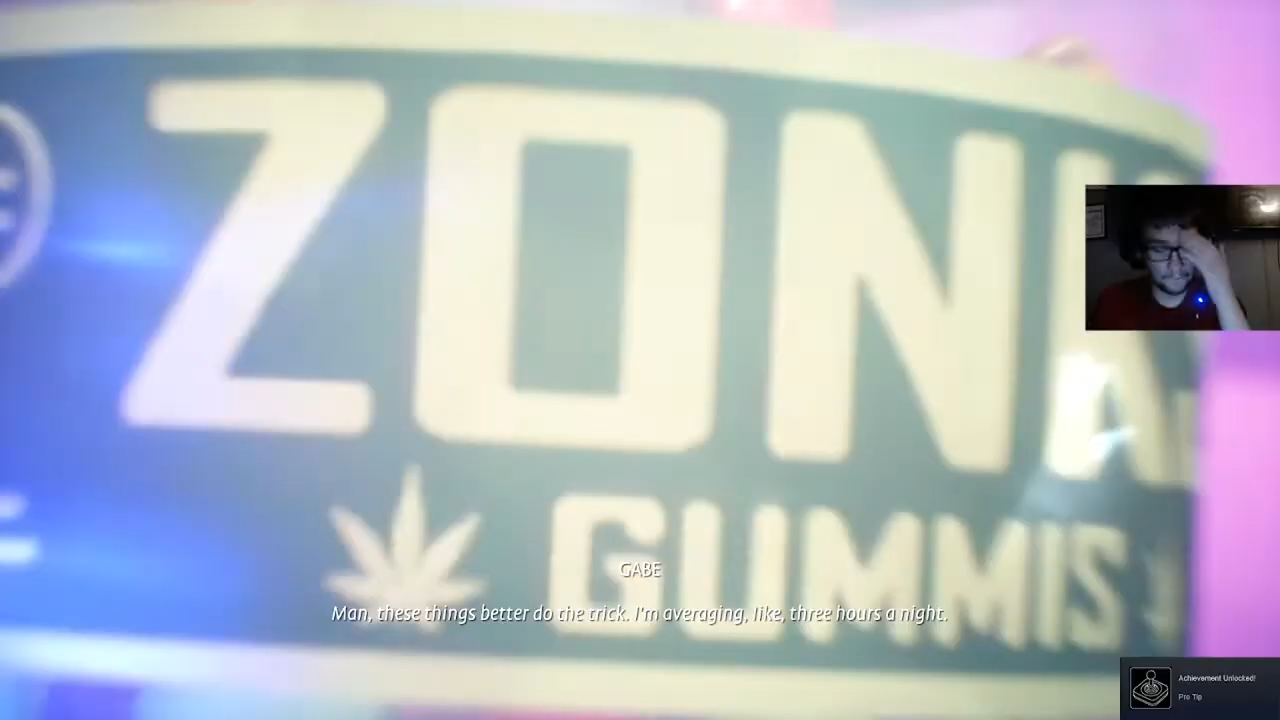 ZON
GUMMIS
GABE
Man, these things better do the trick. I'm averaging, like, three hours a night.
Achievement Unlocked!
Pro Tip